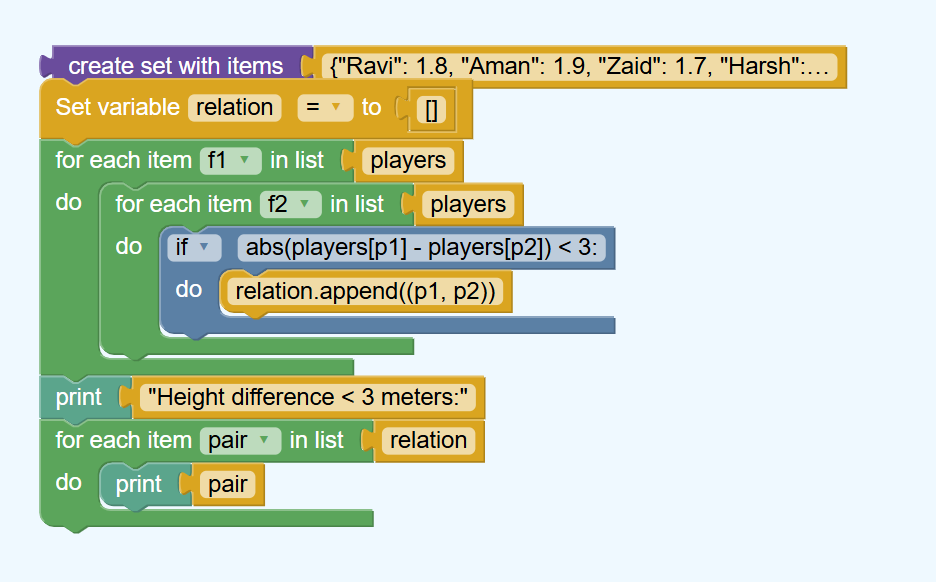 create set with items {"Ravi": 1.8, "Aman": 1.9, "Zaid": 1.7, "Harsh":...
Set variable relation = to []
for each item f1 in list players
do for each item f2 in list players
do if abs(players[p1] - players[p2]) < 3:
do relation.append((p1, p2))
print "Height difference < 3 meters:"
for each item pair in list relation
do print pair